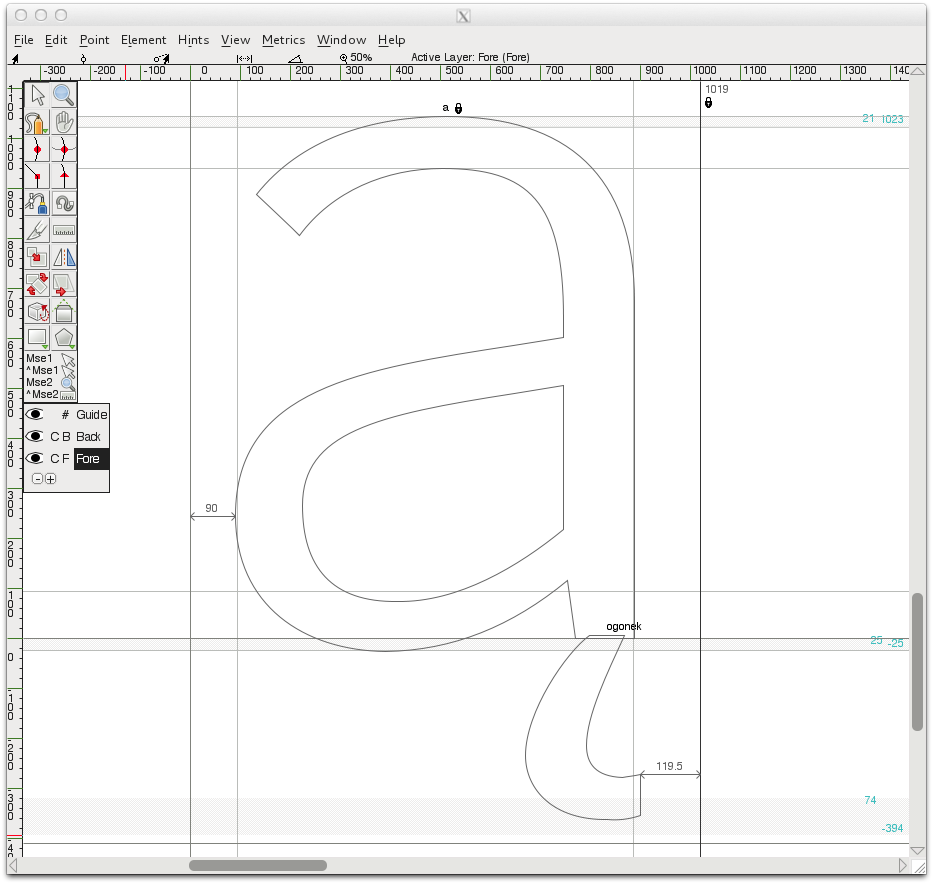 File Edit Point Element Hints View Metrics Window Help
50% Active Layer: Fore (Fore)
-300 -200 -100 0 100 200 300 400 500 600 700 800 900 1000 1100 1200 1300 140
1019
a
21 1023
1100
1000
900
800
700
600
500
400
300
200
100
0
-100
-200
-300
-4
Mse1
^Mse1
Mse2
^Mse2
# Guide
C B Back
C F Fore
90
ogonek
25 -25
119.5
74
-394